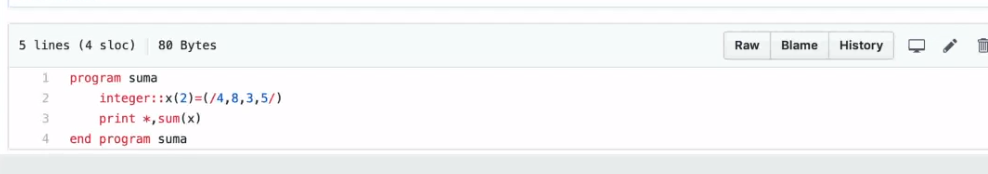 5 lines (4 sloc) 80 Bytes Raw Blame History
1 program suma
2 integer::x(2)=(/4,8,3,5/)
3 print *,sum(x)
4 end program suma